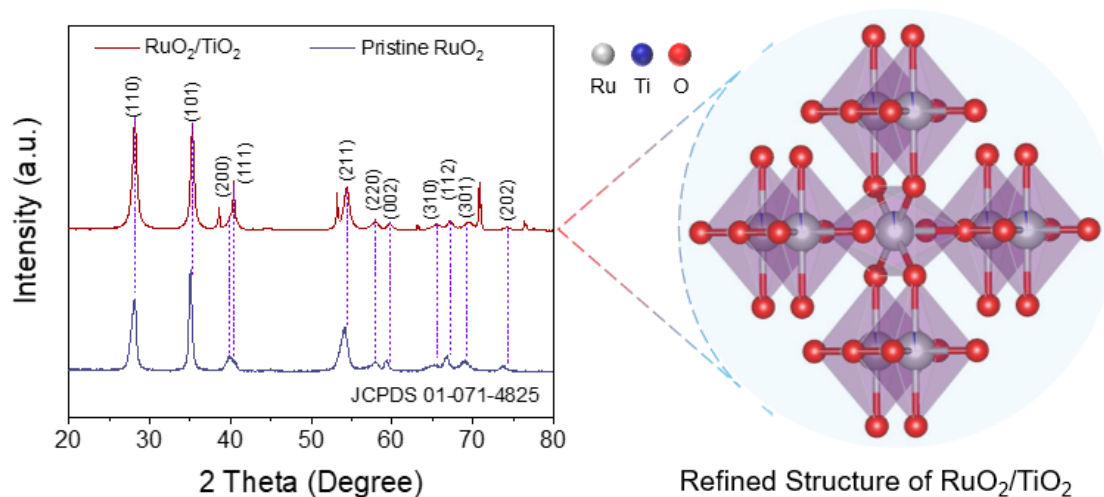 RuO₂/TiO₂
Pristine RuO₂
(110)
(101)
(200)
(111)
(211)
(220)
(002)
(310)
(112)
(301)
(202)
JCPDS 01-071-4825
Intensity (a.u.)
20 30 40 50 60 70 80
2 Theta (Degree)
Ru Ti O
Refined Structure of RuO₂/TiO₂